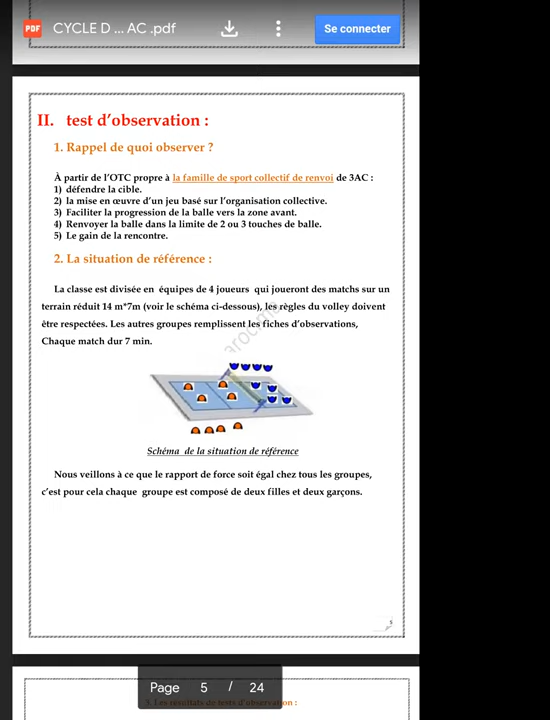 PDF CYCLE D ... AC .pdf Se connecter
II. test d’observation :
1. Rappel de quoi observer ?
À partir de l’OTC propre à la famille de sport collectif de renvoi de 3AC :
1) défendre la cible.
2) la mise en œuvre d’un jeu basé sur l’organisation collective.
3) Faciliter la progression de la balle vers la zone avant.
4) Renvoyer la balle dans la limite de 2 ou 3 touches de balle.
5) Le gain de la rencontre.
2. La situation de référence :
La classe est divisée en équipes de 4 joueurs qui joueront des matchs sur un
terrain réduit 14 m*7m (voir le schéma ci-dessous), les règles du volley doivent
être respectées. Les autres groupes remplissent les fiches d’observations,
Chaque match dur 7 min.
Schéma de la situation de référence
Nous veillons à ce que le rapport de force soit égal chez tous les groupes,
c’est pour cela chaque groupe est composé de deux filles et deux garçons.
5
Page 5 / 24
3. Les résultats de tests d’observation :